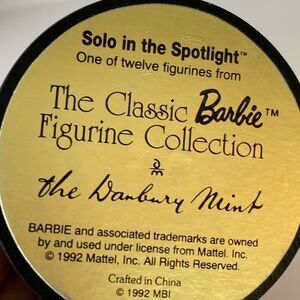 Solo in the Spotlight™
One of twelve figurines from
The Classic Barbie™
Figurine Collection
the Danbury Mint
BARBIE and associated trademarks are owned
by and used under license from Mattel, Inc.
© 1992 Mattel, Inc. All Rights Reserved.
Crafted in China
© 1992 MBI